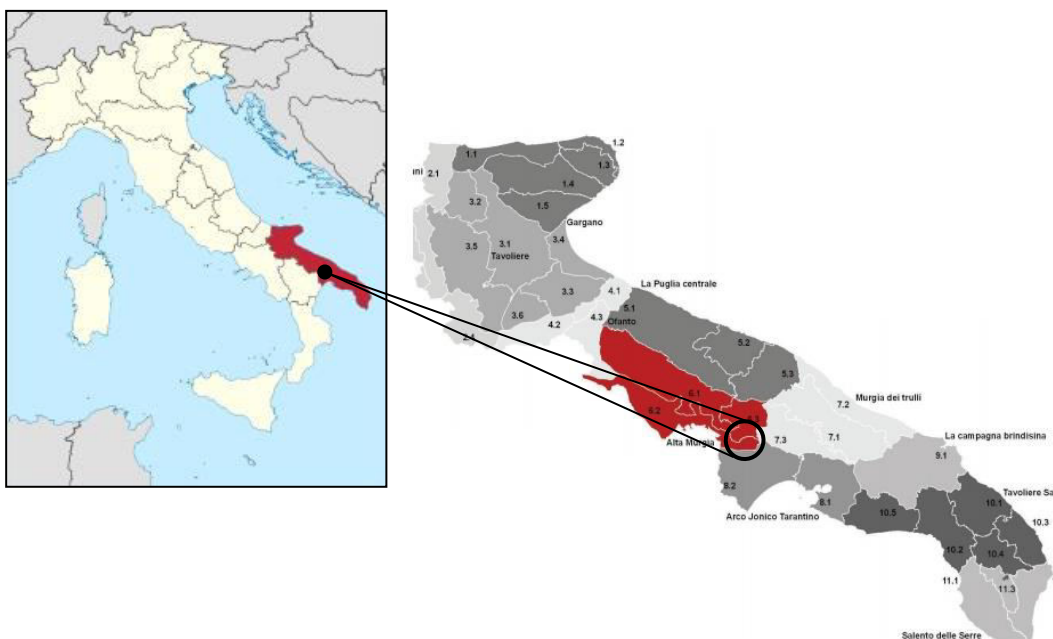 1.2
1.1
1.3
ni 2.1
1.4
3.2
1.5
Gargano
3.4
3.5
3.1
Tavoliere
La Puglia centrale
4.1
3.3
5.1
3.6
4.3
Ofanto
4.2
5.2
5.3
6.1
7.2
Murgia dei trulli
6.2
Alta Murgia
7.3
7.1
La campagna brindisina
9.1
8.2
Tavoliere Sa
8.1
10.1
Arco Jonico Tarantino
10.5
10.3
10.2
10.4
11.1
11.3
Salento delle Serre